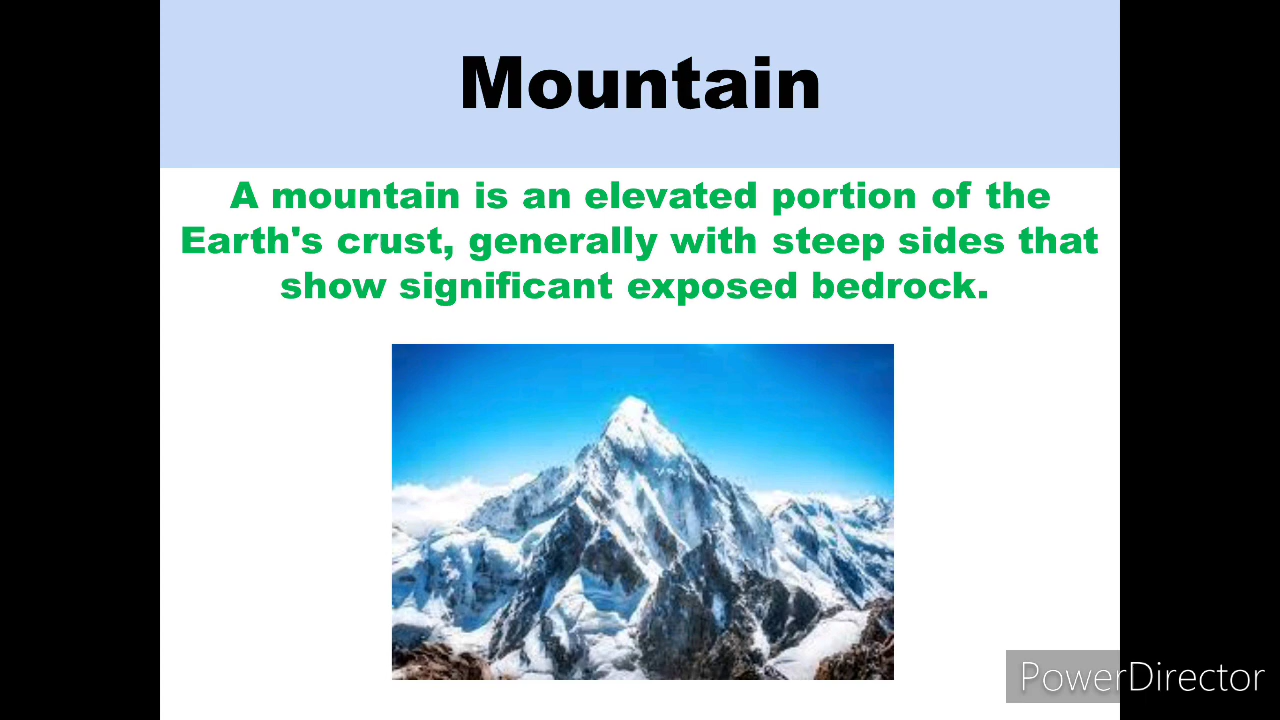 Mountain
A mountain is an elevated portion of the
Earth's crust, generally with steep sides that
show significant exposed bedrock.
PowerDirector